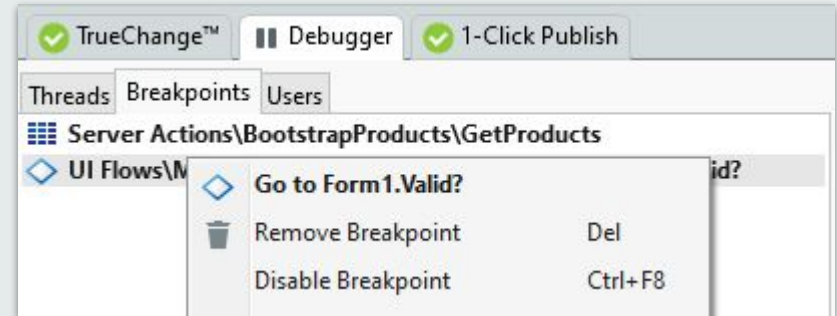 TrueChange™ Debugger 1-Click Publish
Threads Breakpoints Users
Server Actions\BootstrapProducts\GetProducts
UI Flows\M id?
Go to Form1.Valid?
Remove Breakpoint Del
Disable Breakpoint Ctrl+F8